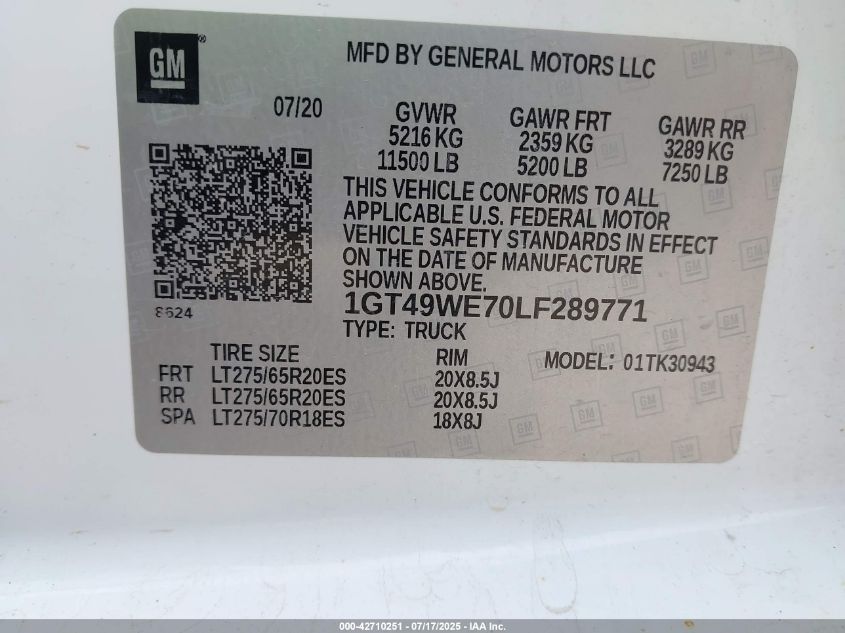 GM®
MFD BY GENERAL MOTORS LLC
07/20
GVWR
5216 KG
11500 LB
GAWR FRT
2359 KG
5200 LB
GAWR RR
3289 KG
7250 LB
THIS VEHICLE CONFORMS TO ALL
APPLICABLE U.S. FEDERAL MOTOR
VEHICLE SAFETY STANDARDS IN EFFECT
ON THE DATE OF MANUFACTURE
SHOWN ABOVE.
8624
1GT49WE70LF289771
TYPE: TRUCK
TIRE SIZE RIM MODEL: 01TK30943
FRT LT275/65R20ES 20X8.5J
RR LT275/65R20ES 20X8.5J
SPA LT275/70R18ES 18X8J
000-42710251 - 07/17/2025 - IAA Inc.